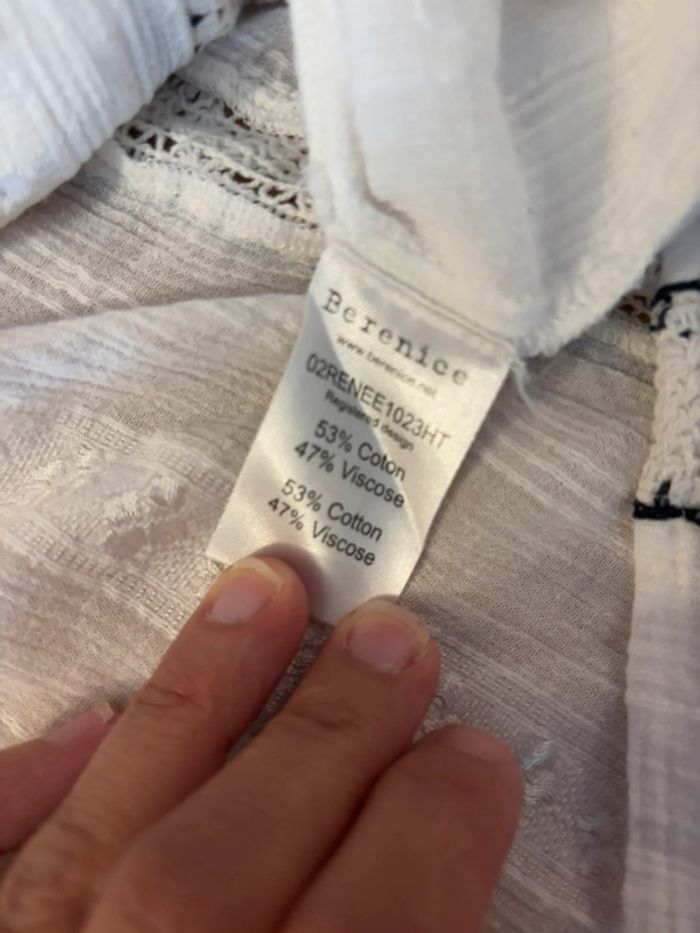 Berenice
www.berenice.net
02RENEE1023HT
Registered design
53% Coton
47% Viscose
53% Cotton
47% Viscose